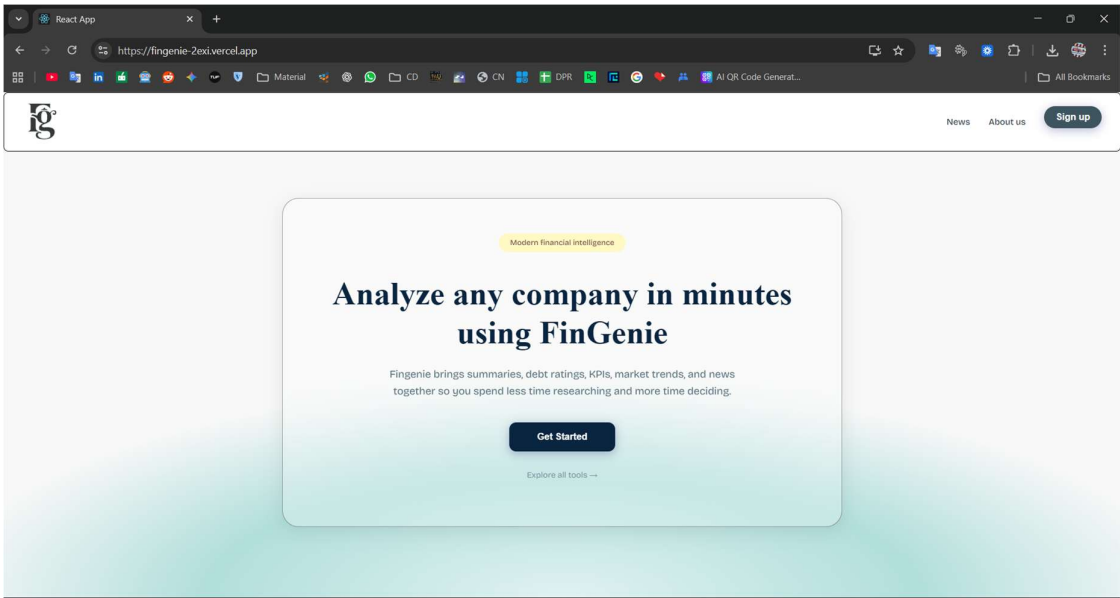 React App
https://fingenie-2exi.vercel.app
Material
CD
CN
DPR
AI QR Code Generat...
All Bookmarks
Fig
News
About us
Sign up
Modern financial intelligence
Analyze any company in minutes
using FinGenie
Fingenie brings summaries, debt ratings, KPIs, market trends, and news
together so you spend less time researching and more time deciding.
Get Started
Explore all tools →